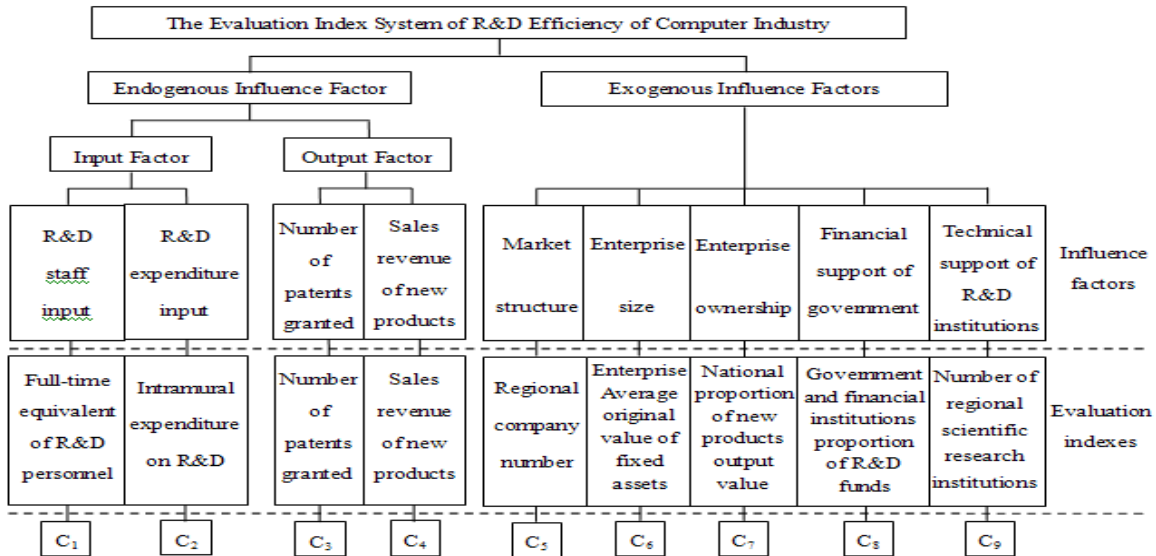 The Evaluation Index System of R&D Efficiency of Computer Industry
Endogenous Influence Factor
Exogenous Influence Factors
Input Factor
Output Factor
R&D
staff
input
R&D
expenditure
input
Number
of
patents
granted
Sales
revenue
of new
products
Market
structure
Enterprise
size
Enterprise
ownership
Financial
support of
government
Technical
support of
R&D
institutions
Influence
factors
Full-time
equivalent
of R&D
personnel
Intramural
expenditure
on R&D
Number
of
patents
granted
Sales
revenue
of new
products
Regional
company
number
Enterprise
Average
original
value of
fixed
assets
National
proportion
of new
products
output
value
Government
and financial
institutions
proportion
of R&D
funds
Number of
regional
scientific
research
institutions
Evaluation
indexes
C1
C2
C3
C4
C5
C6
C7
C8
C9